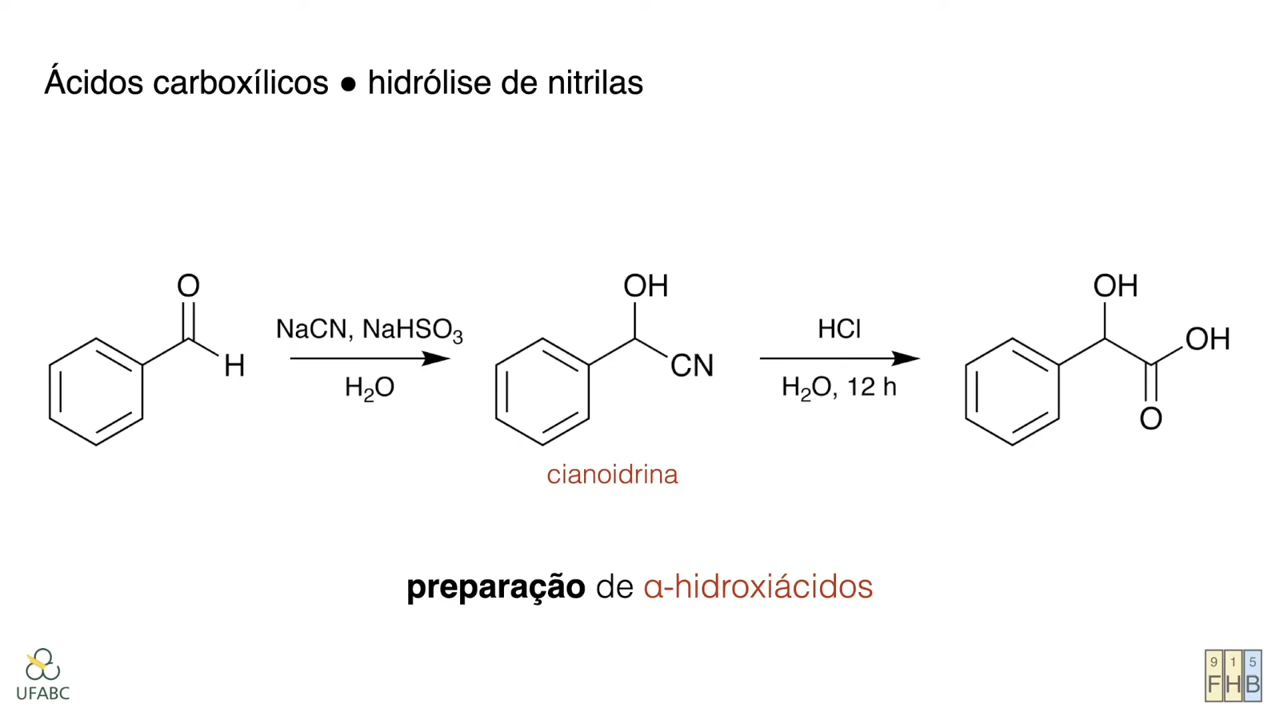 Ácidos carboxílicos ● hidrólise de nitrilas
O
H
NaCN, NaHSO₃
H₂O
OH
CN
cianoidrina
HCl
H₂O, 12 h
OH
OH
O
preparação de α-hidroxiácidos
UFABC
9 1 5
F H B